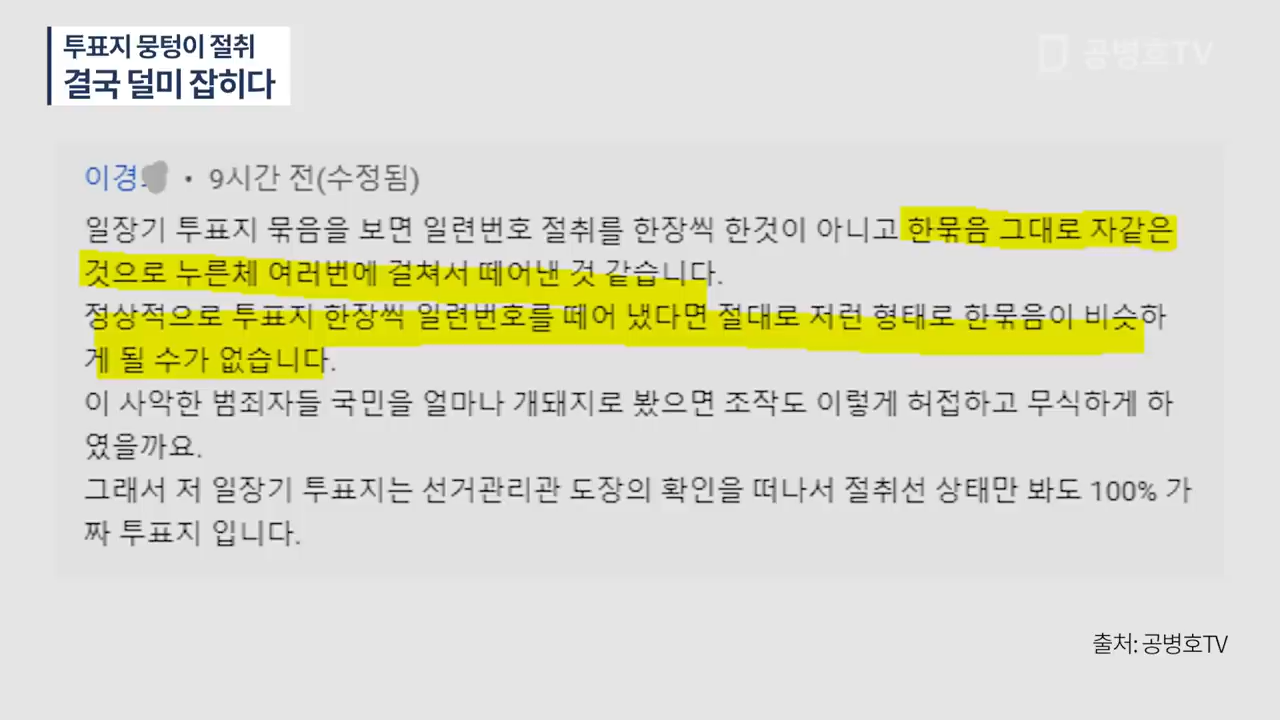 투표지 뭉텅이 절취
결국 덜미 잡히다
공병호TV
이경 • 9시간 전(수정됨)
일장기 투표지 묶음을 보면 일련번호 절취를 한장씩 한것이 아니고 한묶음 그대로 자같은
것으로 누른체 여러번에 걸쳐서 떼어낸 것 같습니다.
정상적으로 투표지 한장씩 일련번호를 떼어 냈다면 절대로 저런 형태로 한묶음이 비슷하
게 될 수가 없습니다.
이 사악한 범죄자들 국민을 얼마나 개돼지로 봤으면 조작도 이렇게 허접하고 무식하게 하
였을까요.
그래서 저 일장기 투표지는 선거관리관 도장의 확인을 떠나서 절취선 상태만 봐도 100% 가
짜 투표지 입니다.
출처: 공병호TV